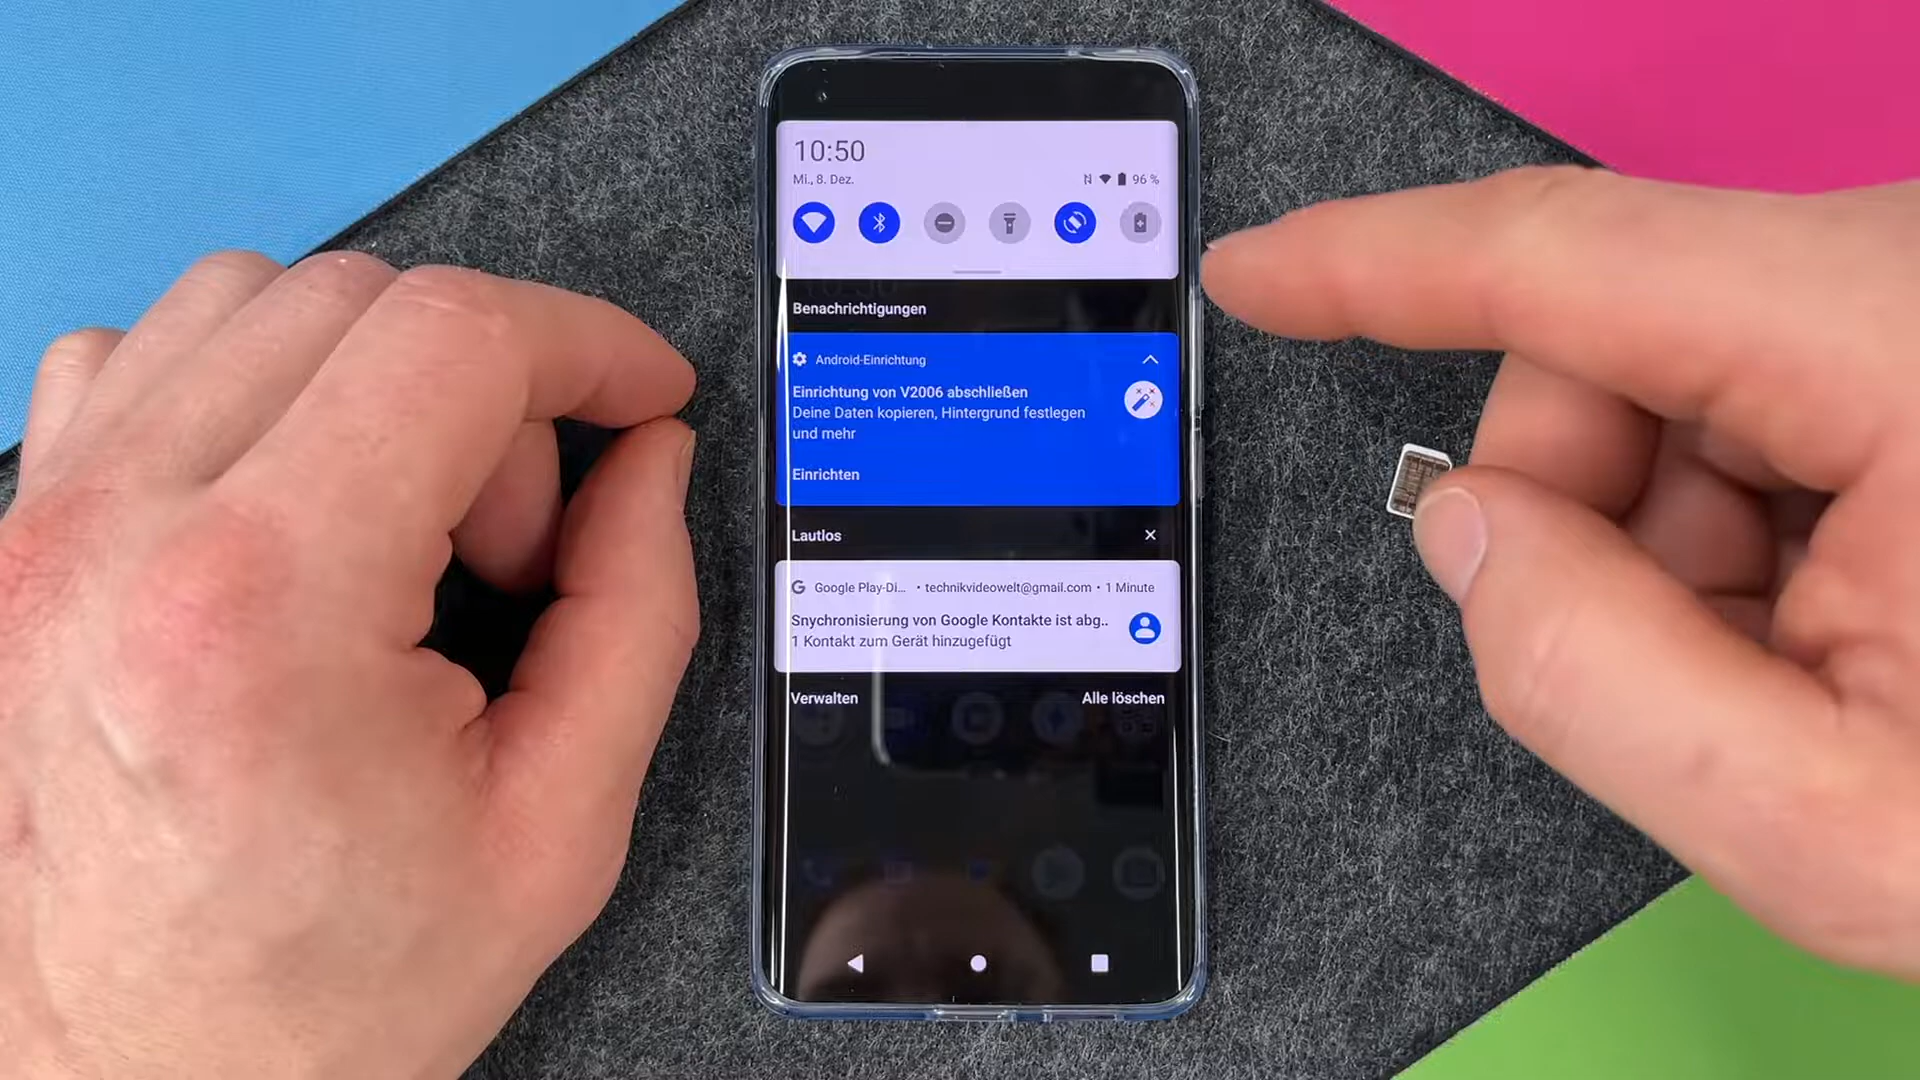 10:50
Mi., 8. Dez.
96 %
Benachrichtigungen
Android-Einrichtung
Einrichtung von V2006 abschließen
Deine Daten kopieren, Hintergrund festlegen
und mehr
Einrichten
Lautlos
Google Play-Di... • technikvideowelt@gmail.com • 1 Minute
Snychronisierung von Google Kontakte ist abg..
1 Kontakt zum Gerät hinzugefügt
Verwalten
Alle löschen